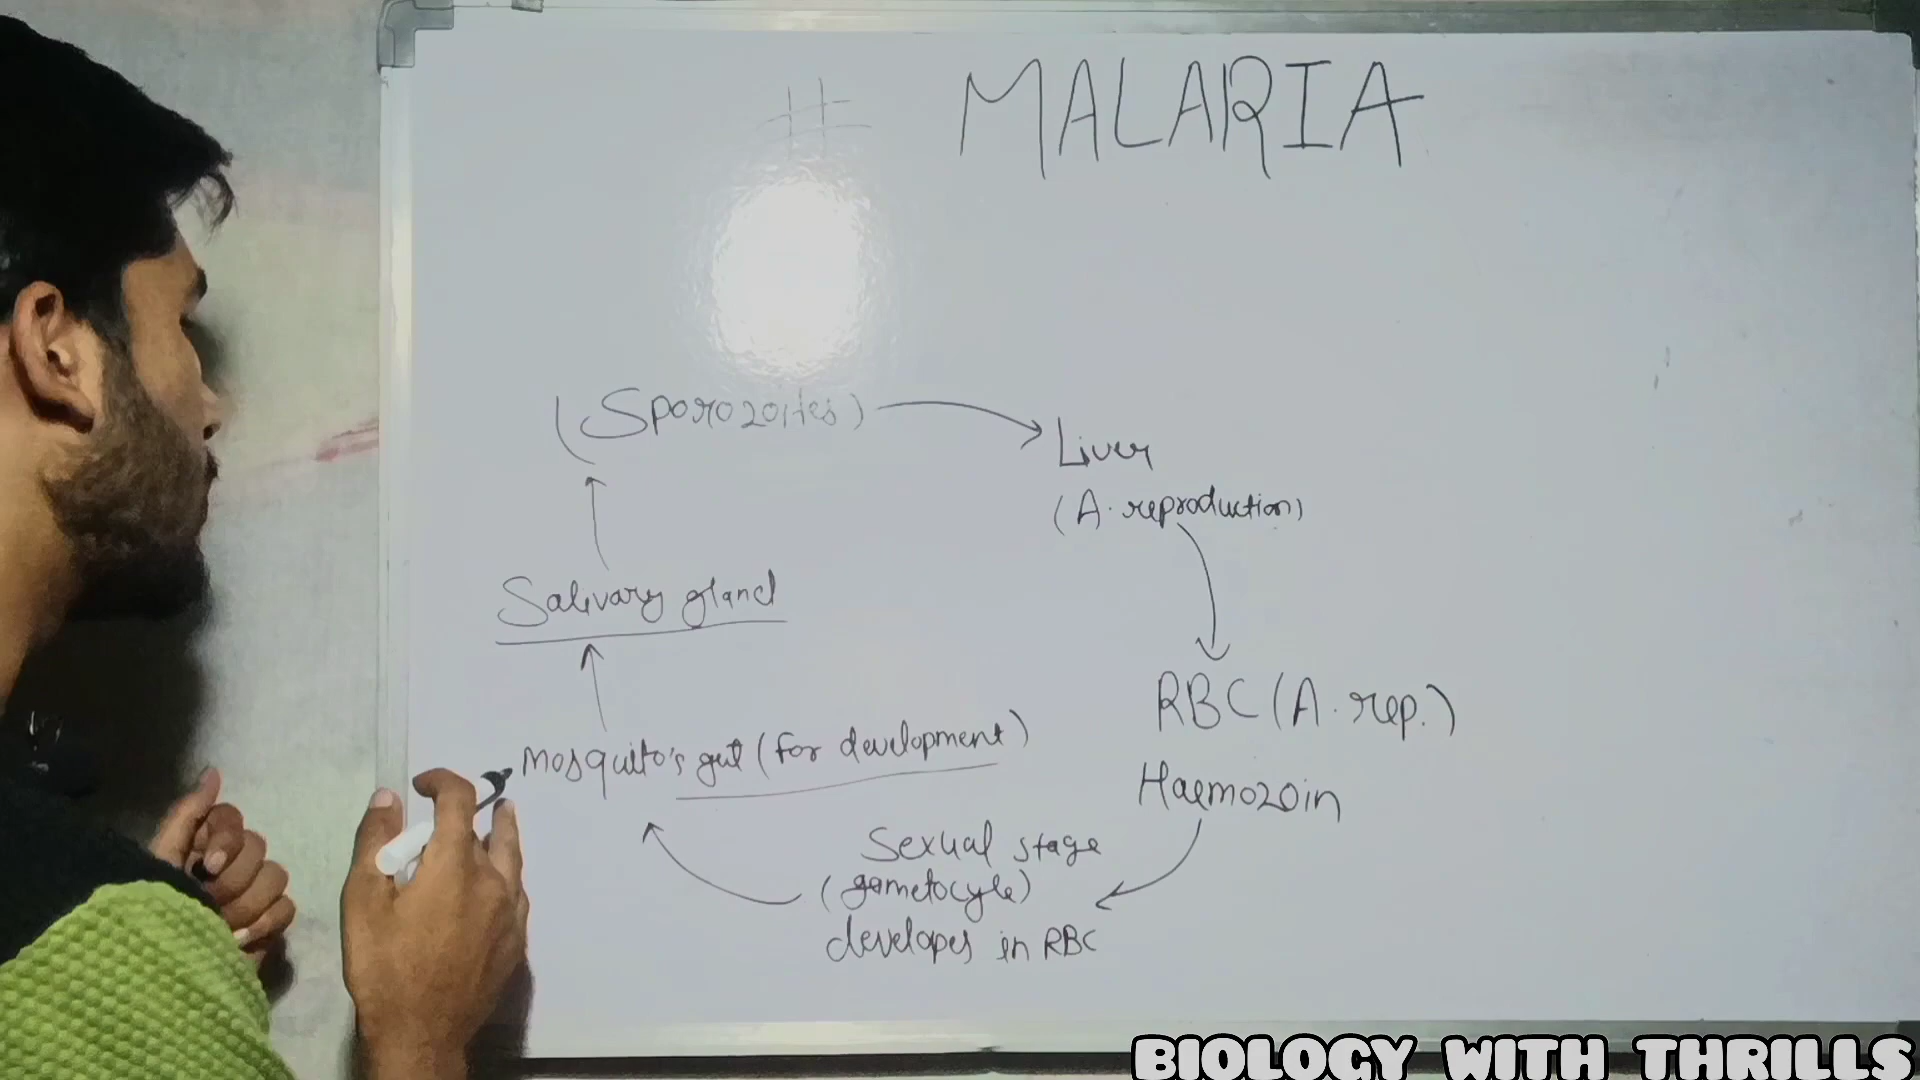 # MALARIA
(Sporozoites)
Liver
(A. reproduction)
Salivary gland
RBC (A. rep.)
Mosquito's gut (for development)
Haemozoin
Sexual stage
(gametocyle)
developes in RBC
BIOLOGY WITH THRILLS